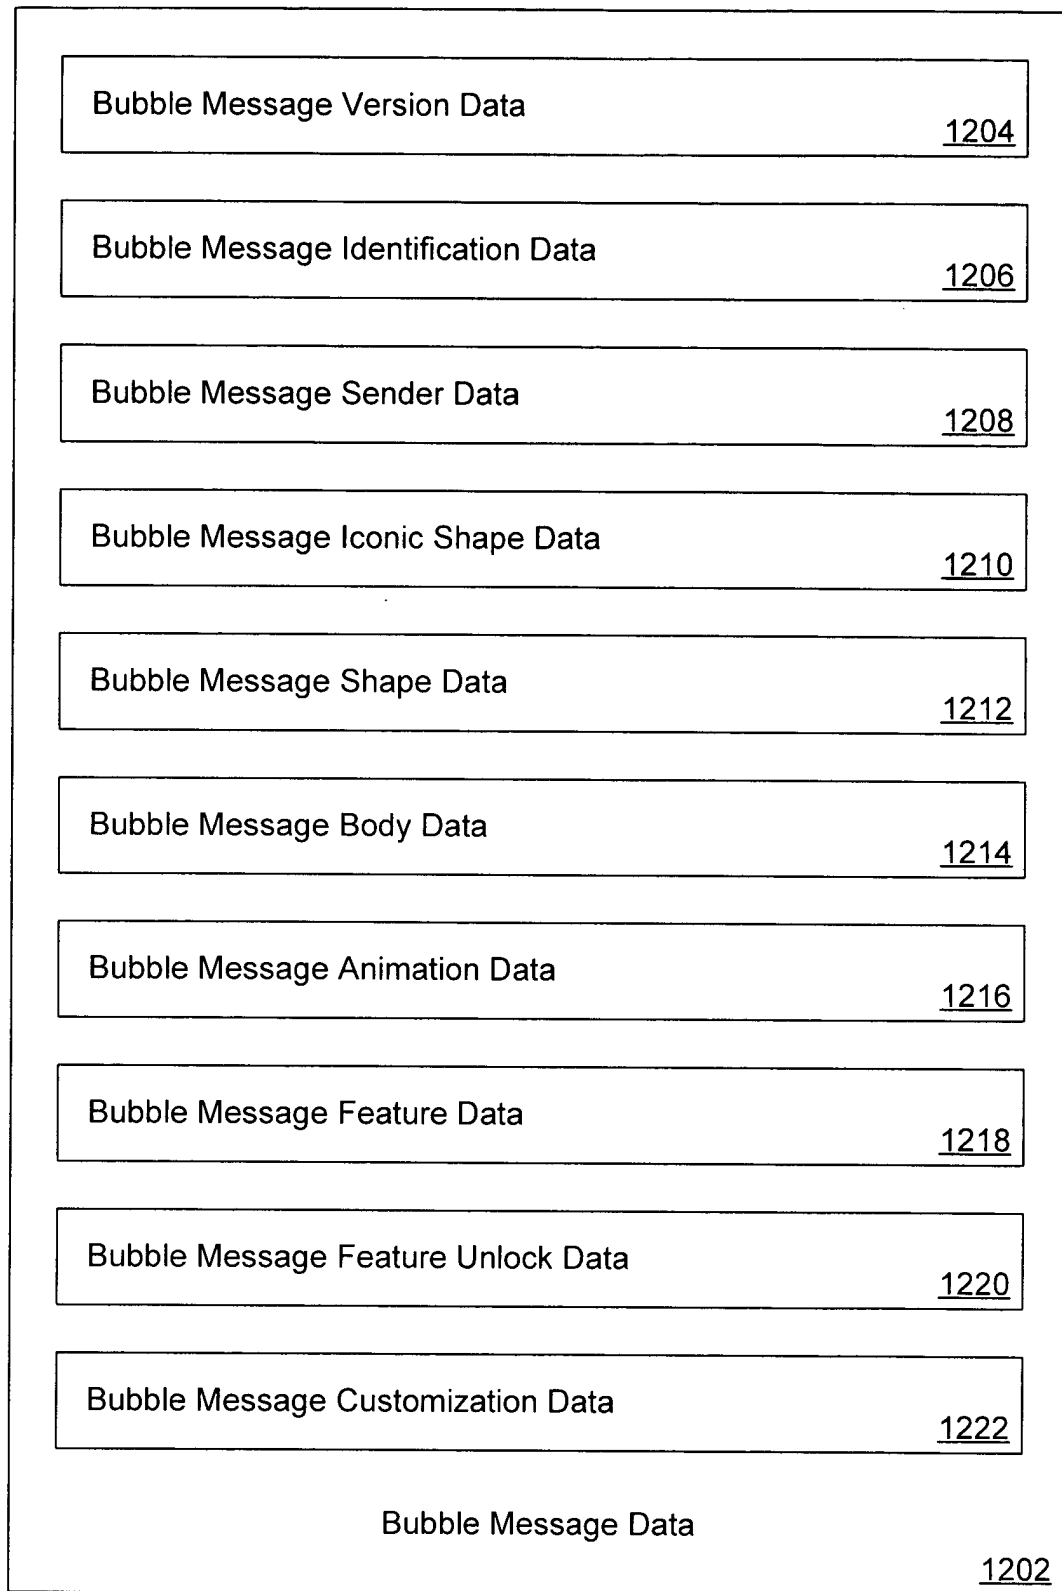 Bubble Message Version Data
1204
Bubble Message Identification Data
1206
Bubble Message Sender Data
1208
Bubble Message Iconic Shape Data
1210
Bubble Message Shape Data
1212
Bubble Message Body Data
1214
Bubble Message Animation Data
1216
Bubble Message Feature Data
1218
Bubble Message Feature Unlock Data
1220
Bubble Message Customization Data
1222
Bubble Message Data
1202